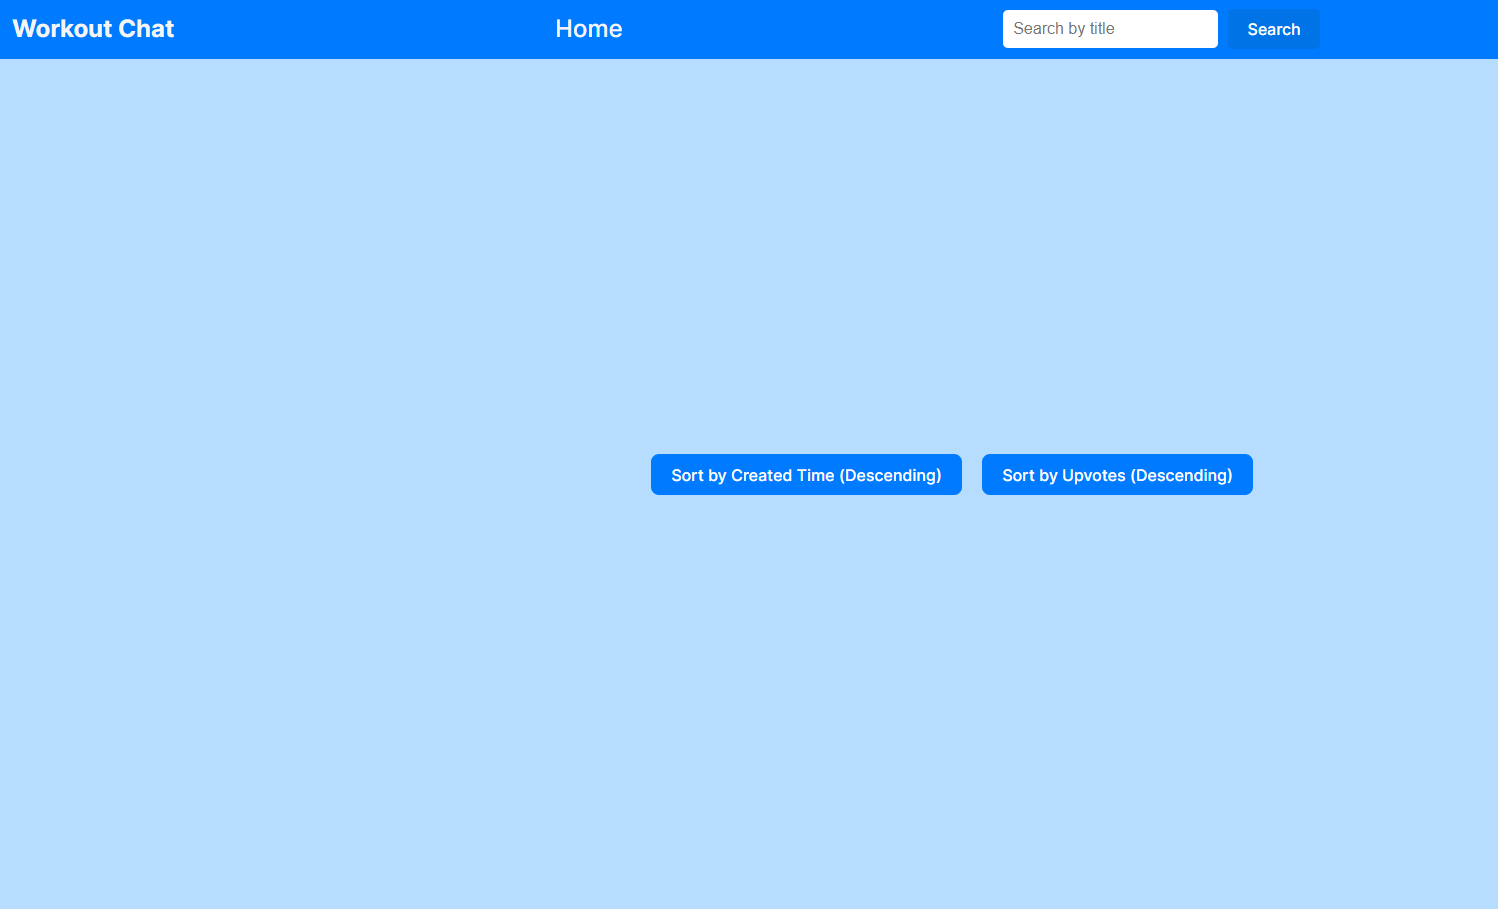 Workout Chat
Home
Search by title
Search
Sort by Created Time (Descending)
Sort by Upvotes (Descending)